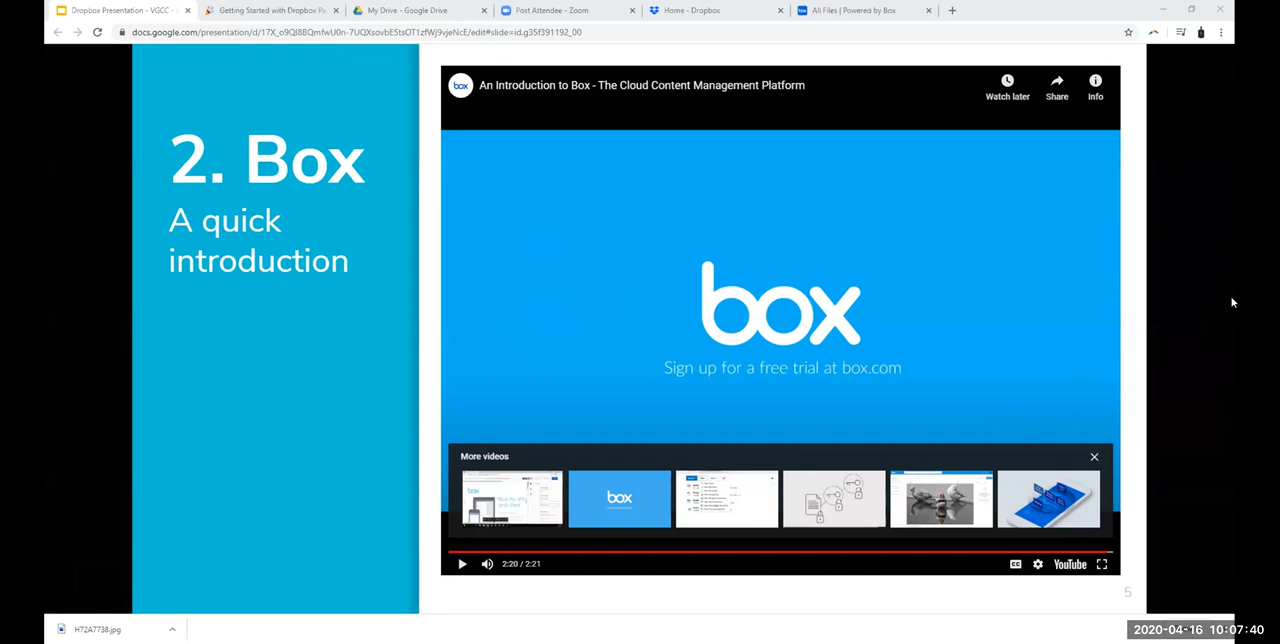 Dropbox Presentation - VGCC -
Getting Started with Dropbox Pa
My Drive - Google Drive
Post Attendee - Zoom
Home - Dropbox
All Files | Powered by Box
docs.google.com/presentation/d/17X_o9Ql8BQmfwU0n-7UQXsovbE5tsOT1zfWj9vjeNcE/edit#slide=id.g35f391192_00
2. Box
A quick
introduction
box
An Introduction to Box - The Cloud Content Management Platform
Watch later
Share
Info
box
Sign up for a free trial at box.com
More videos
box
2:20 / 2:21
CC
YouTube
5
H72A7738.jpg
2020-04-16 10:07:40